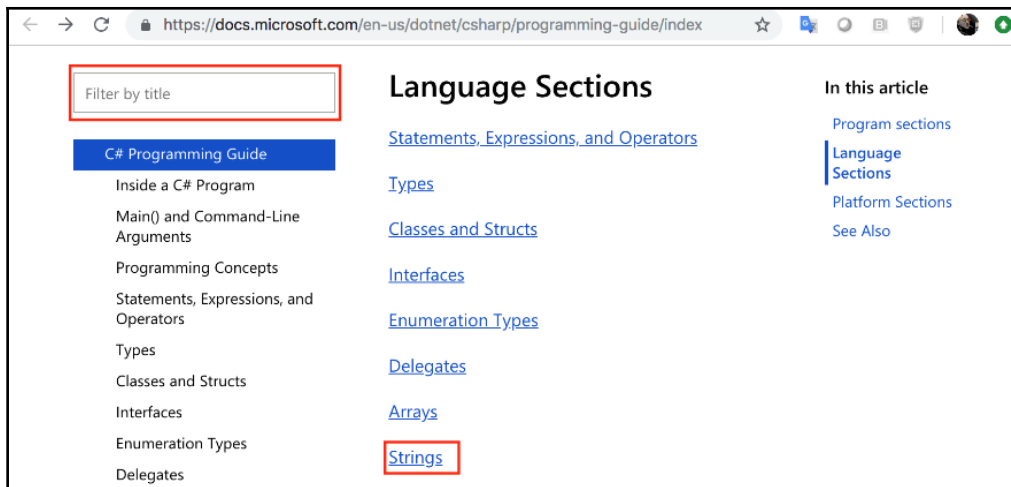 https://docs.microsoft.com/en-us/dotnet/csharp/programming-guide/index
Filter by title
C# Programming Guide
Inside a C# Program
Main() and Command-Line
Arguments
Programming Concepts
Statements, Expressions, and
Operators
Types
Classes and Structs
Interfaces
Enumeration Types
Delegates
Language Sections
Statements, Expressions, and Operators
Types
Classes and Structs
Interfaces
Enumeration Types
Delegates
Arrays
Strings
In this article
Program sections
Language
Sections
Platform Sections
See Also